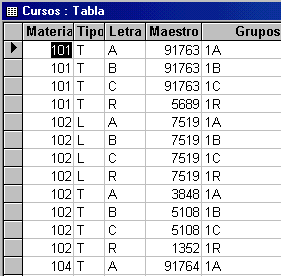 Cursos : Tabla
Materia Tipo Letra Maestro Grupos
101 T A 91763 1A
101 T B 91763 1B
101 T C 91763 1C
101 T R 5689 1R
102 L A 7519 1A
102 L B 7519 1B
102 L C 7519 1C
102 L R 7519 1R
102 T A 3848 1A
102 T B 5108 1B
102 T C 5108 1C
102 T R 1352 1R
104 T A 91764 1A